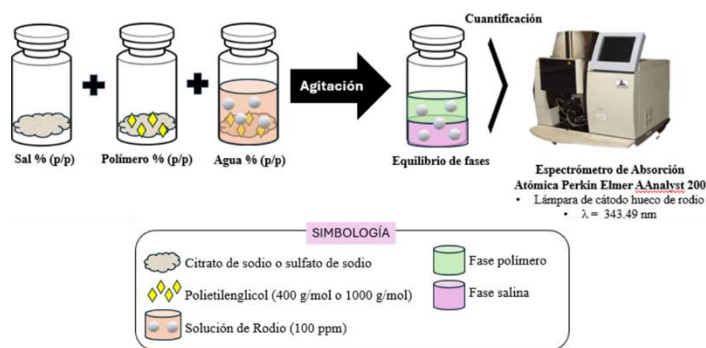 Cuantificación
Agitación
Sal % (p/p)
Polímero % (p/p)
Agua % (p/p)
Equilibrio de fases
Espectrómetro de Absorción
Atómica Perkin Elmer AAnalyst 200
• Lámpara de cátodo hueco de rodio
• λ = 343.49 nm
SIMBOLOGÍA
Citrato de sodio o sulfato de sodio
Polietilenglicol (400 g/mol o 1000 g/mol)
Solución de Rodio (100 ppm)
Fase polímero
Fase salina